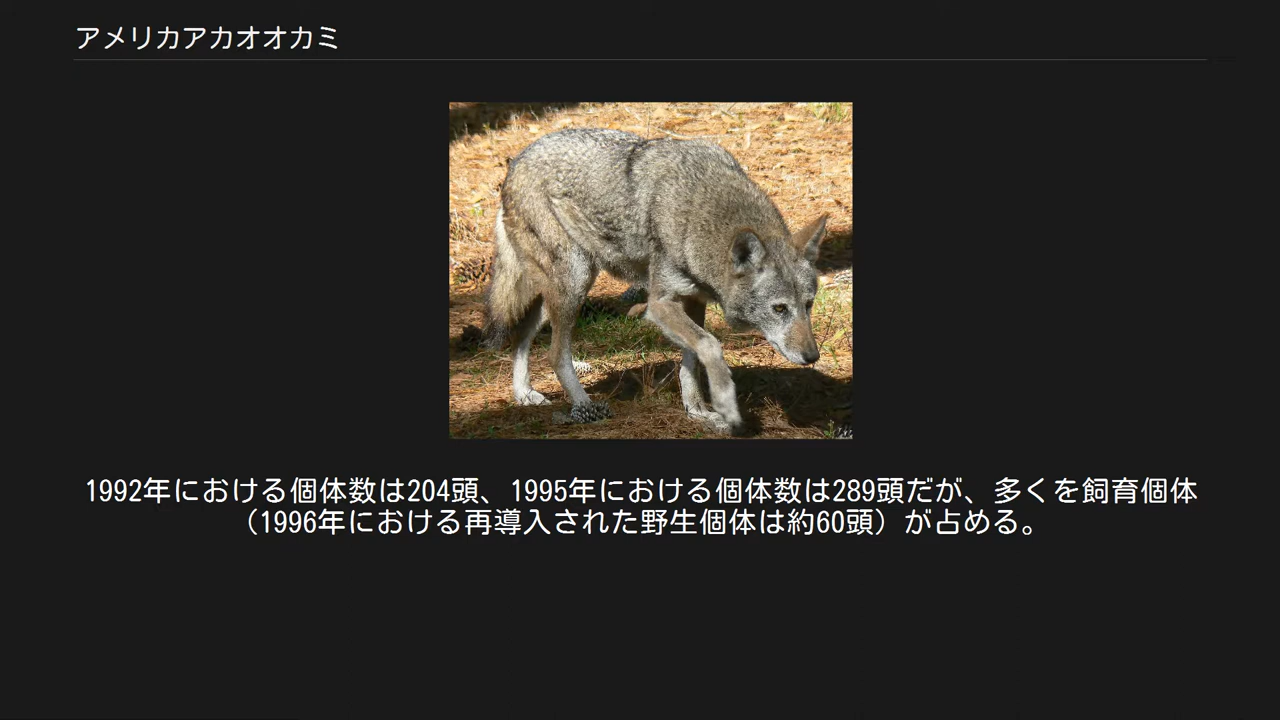 アメリカアカオオカミ
1992年における個体数は204頭、1995年における個体数は289頭だが、多くを飼育個体
（1996年における再導入された野生個体は約60頭）が占める。